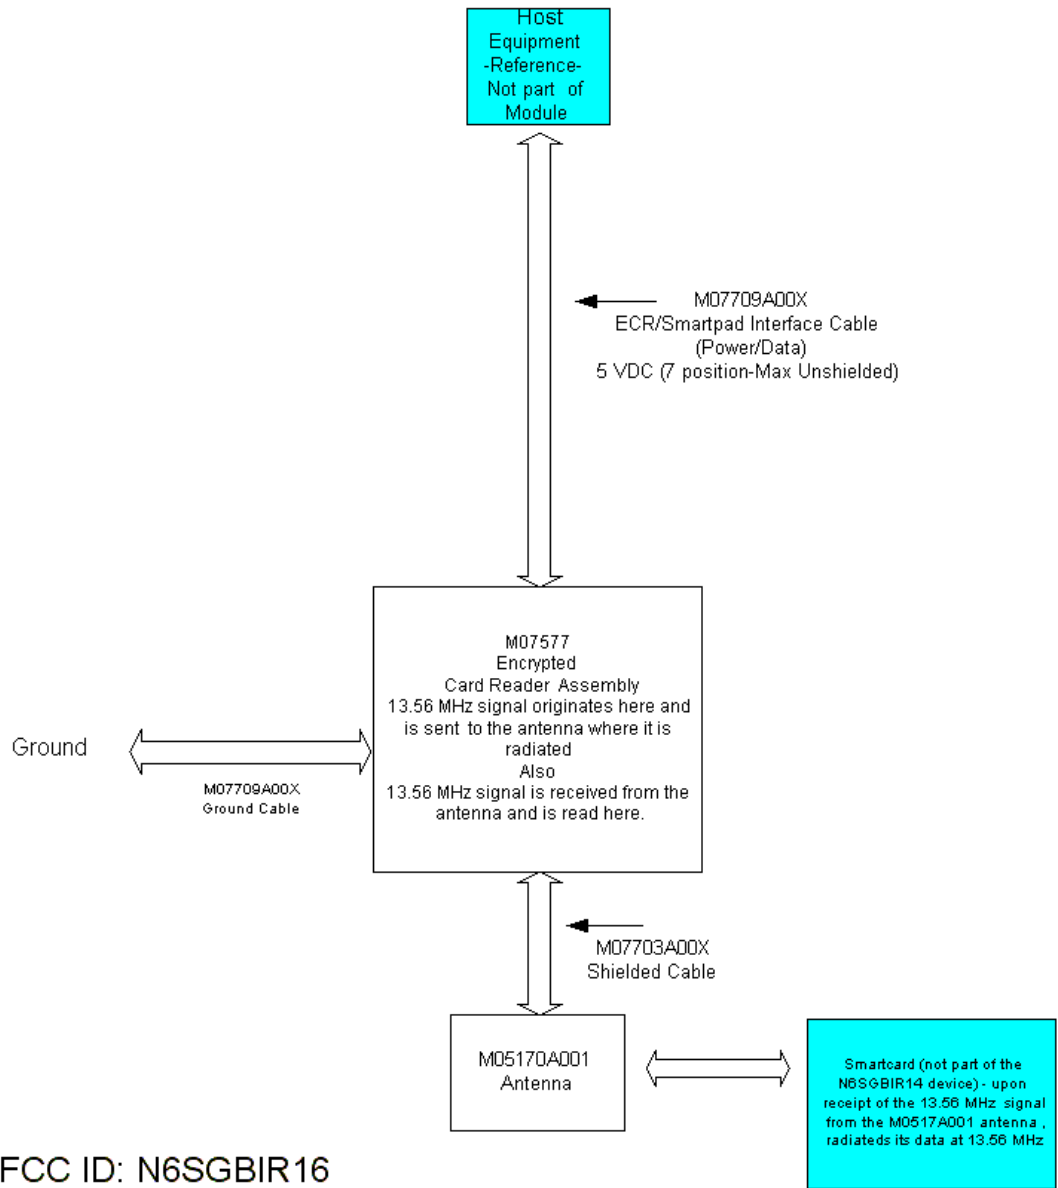 Host
Equipment
-Reference-
Not part of
Module
M07709A00X
ECR/Smartpad Interface Cable
(Power/Data)
5 VDC (7 position-Max Unshielded)
M07577
Encrypted
Card Reader Assembly
13.56 MHz signal originates here and
is sent to the antenna where it is
radiated
Also
13.56 MHz signal is received from the
antenna and is read here.
Ground
M07709A00X
Ground Cable
M07703A00X
Shielded Cable
M05170A001
Antenna
Smartcard (not part of the
N6SGBIR14 device) - upon
receipt of the 13.56 MHz signal
from the M0517A001 antenna ,
radiateds its data at 13.56 MHz
FCC ID: N6SGBIR16